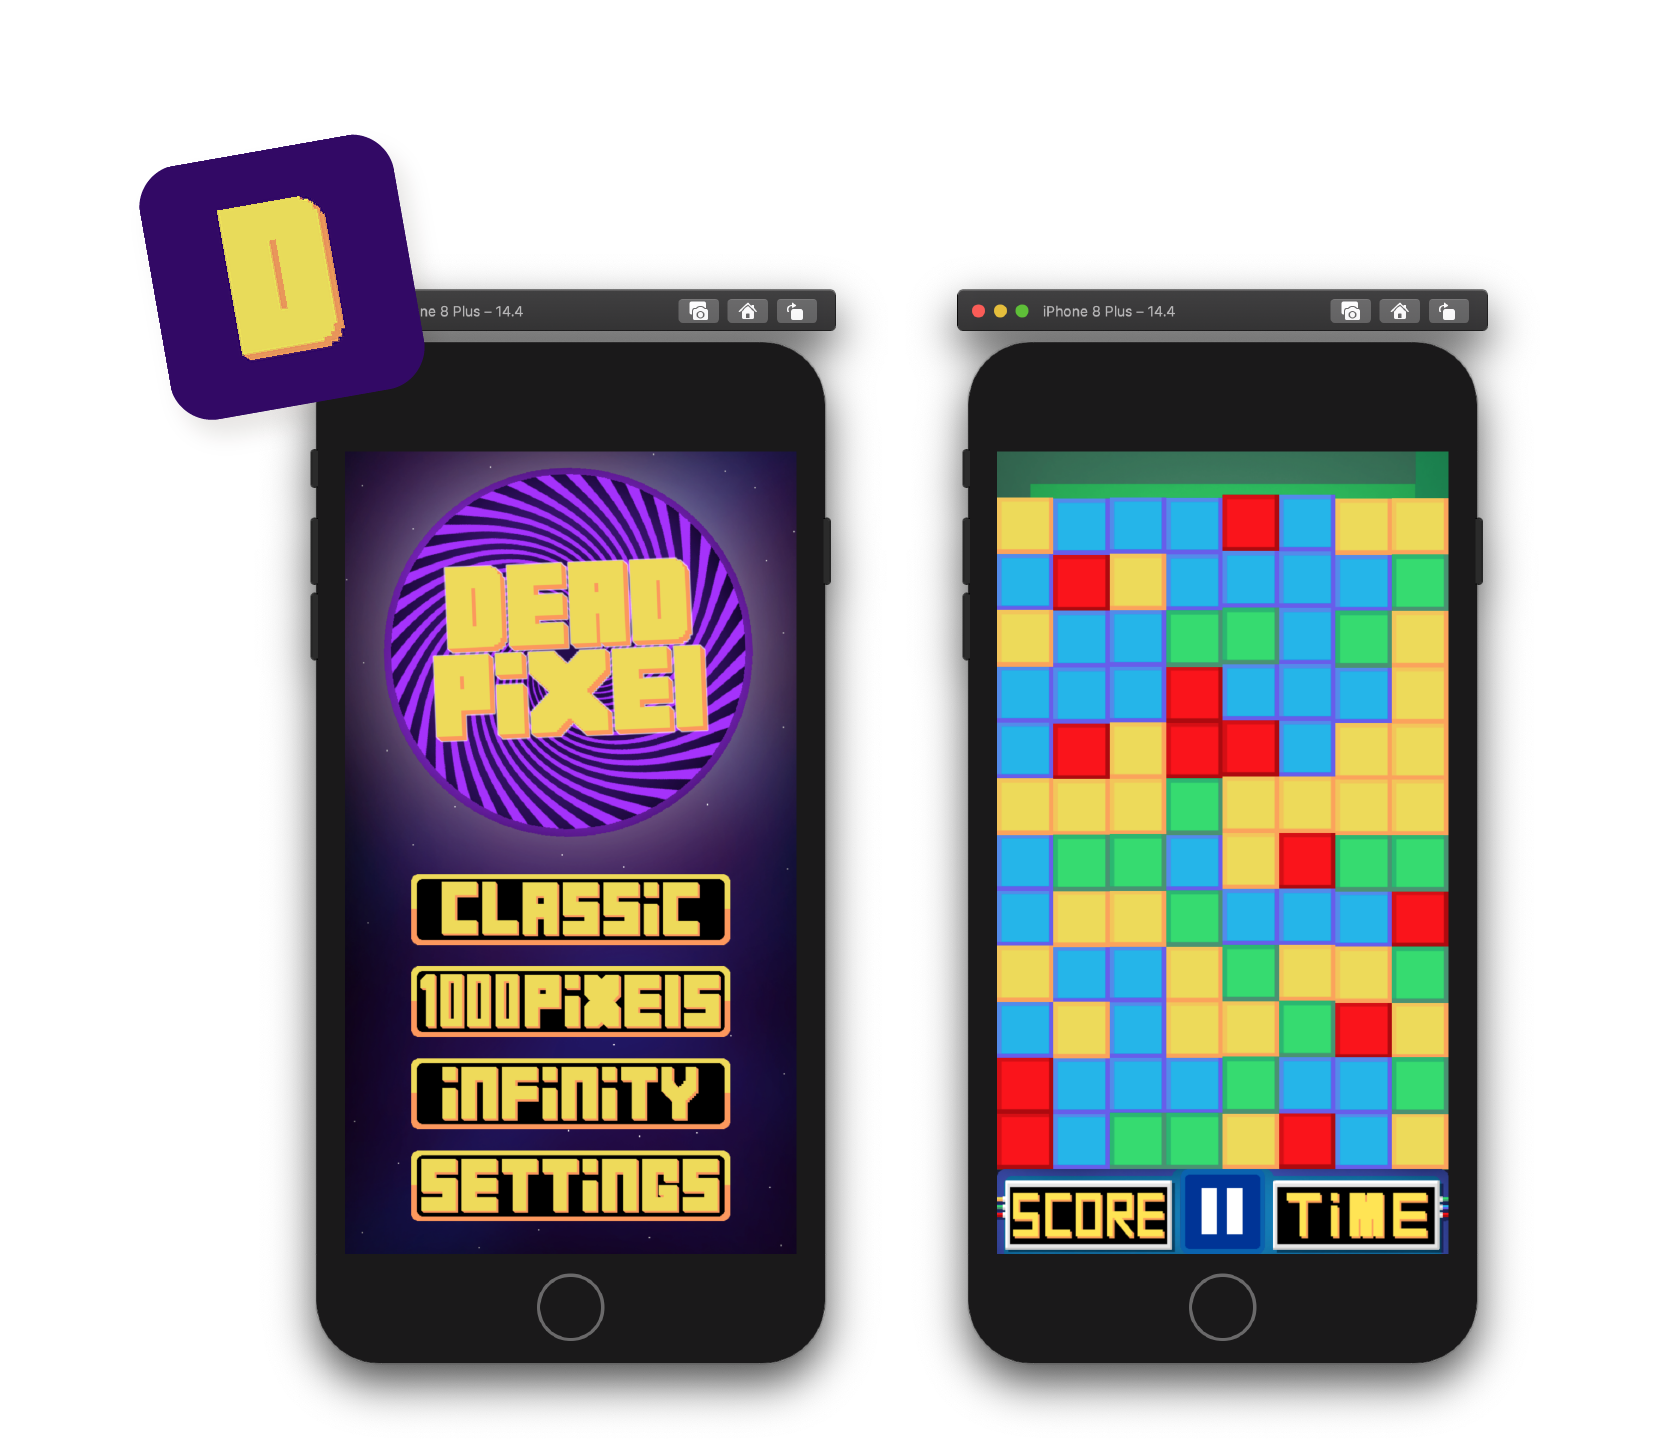 D
ne 8 Plus – 14.4
iPhone 8 Plus – 14.4
DEAD
PiXEl
CLASSiC
1000PiXElS
iNFiNiTY
SETTiNGS
SCORE
TiME